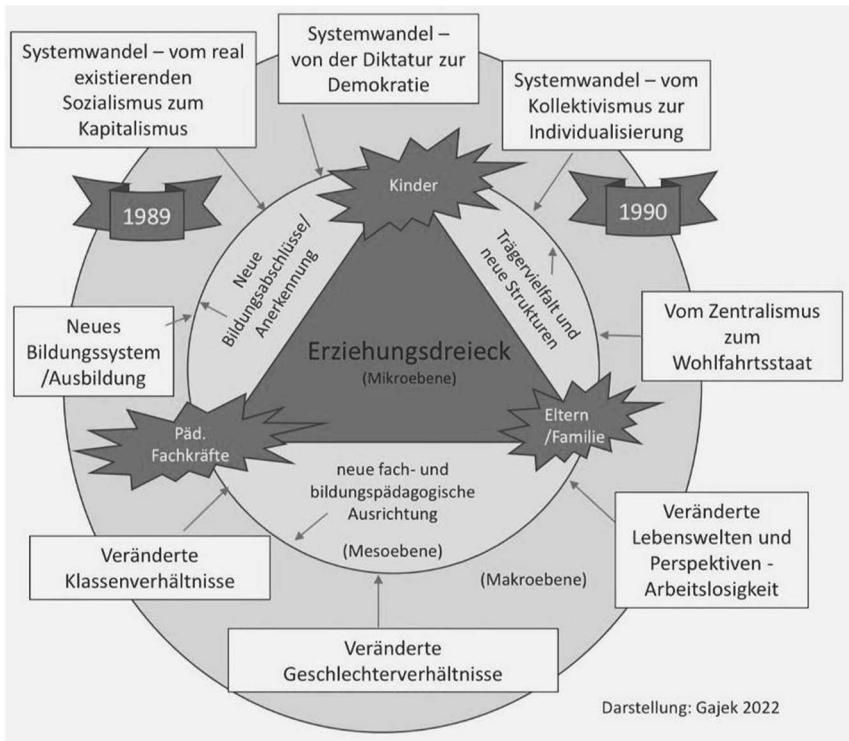 Systemwandel – vom real
existierenden
Sozialismus zum
Kapitalismus
Systemwandel –
von der Diktatur zur
Demokratie
Systemwandel – vom
Kollektivismus zur
Individualisierung
1989
Kinder
1990
Neue
Bildungsabschlüsse/
Anerkennung
Trägervielfalt und
neue Strukturen
Neues
Bildungssystem
/Ausbildung
Erziehungsdreieck
(Mikroebene)
Vom Zentralismus
zum
Wohlfahrtsstaat
Päd.
Fachkräfte
Eltern
/Familie
neue fach- und
bildungspädagogische
Ausrichtung
(Mesoebene)
Veränderte
Klassenverhältnisse
(Makroebene)
Veränderte
Lebenswelten und
Perspektiven -
Arbeitslosigkeit
Veränderte
Geschlechterverhältnisse
Darstellung: Gajek 2022